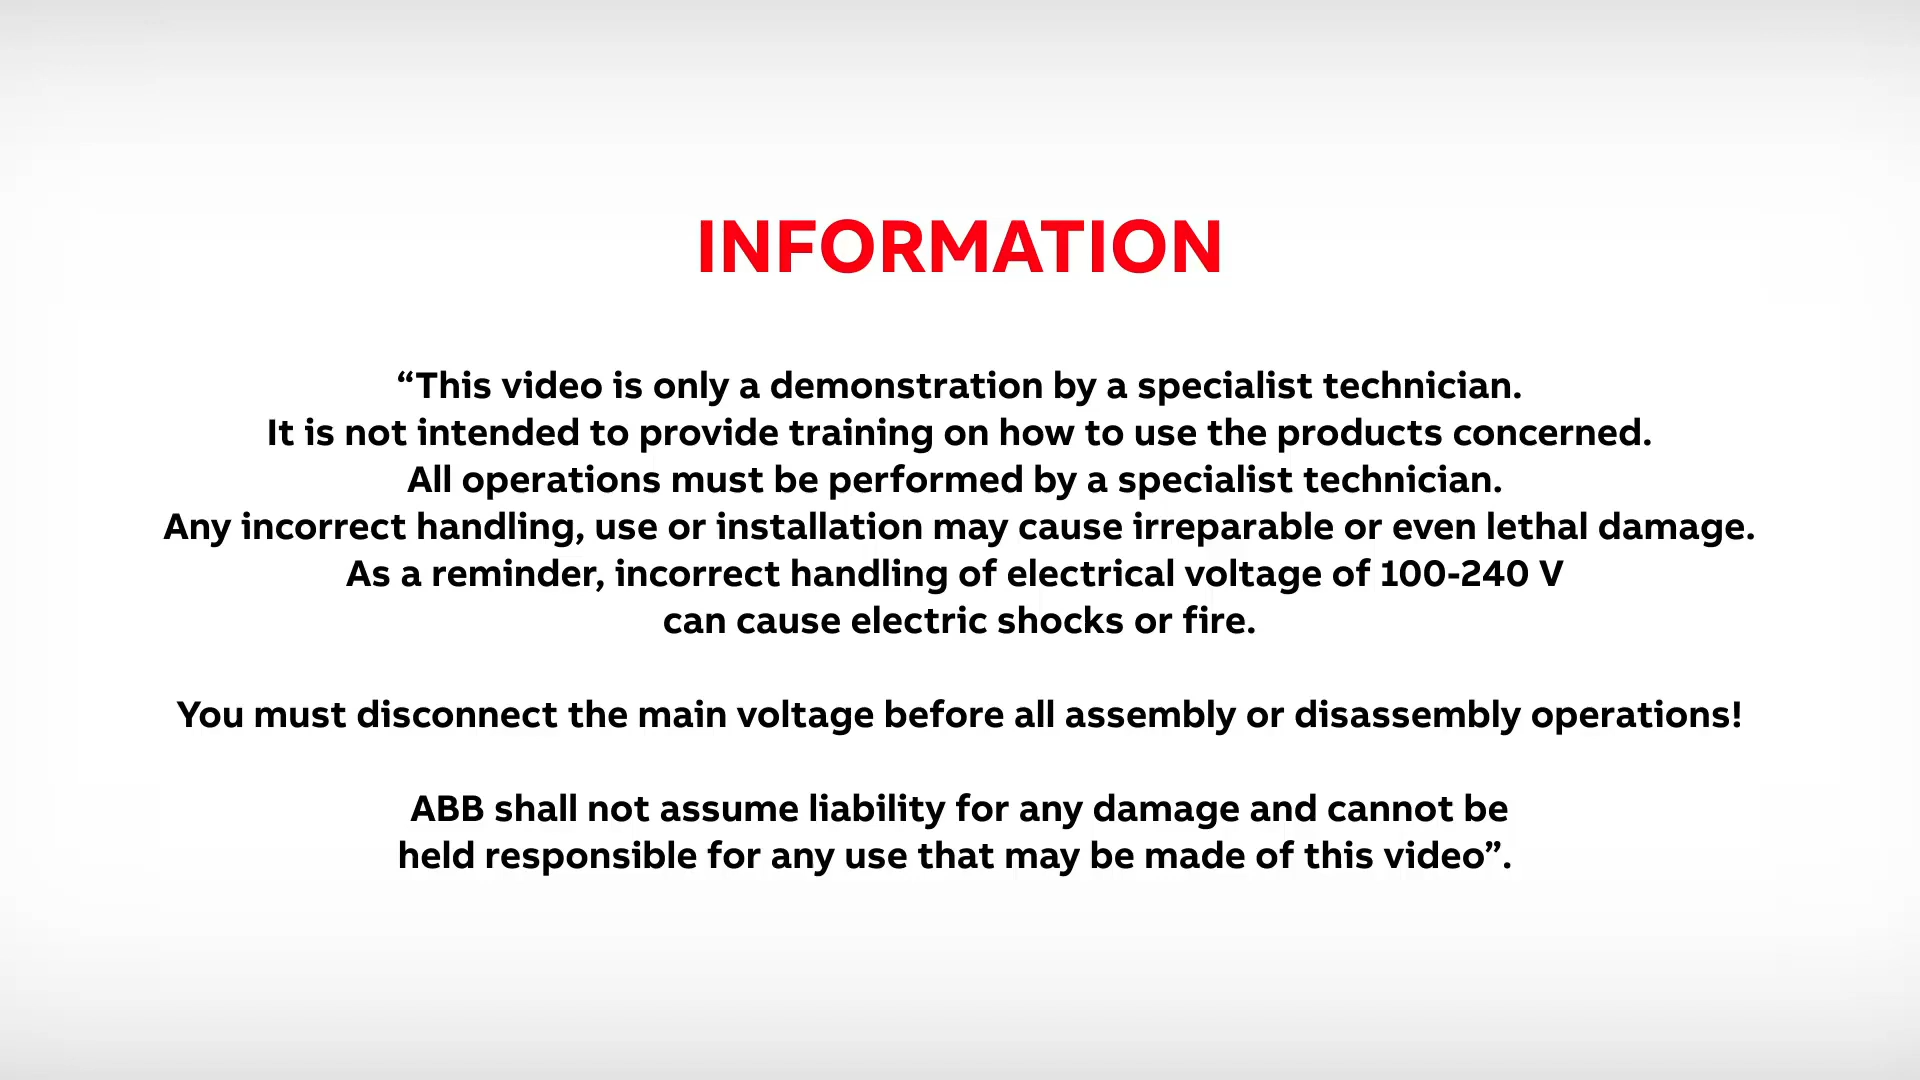 INFORMATION
“This video is only a demonstration by a specialist technician.
It is not intended to provide training on how to use the products concerned.
All operations must be performed by a specialist technician.
Any incorrect handling, use or installation may cause irreparable or even lethal damage.
As a reminder, incorrect handling of electrical voltage of 100-240 V
can cause electric shocks or fire.
You must disconnect the main voltage before all assembly or disassembly operations!
ABB shall not assume liability for any damage and cannot be
held responsible for any use that may be made of this video”.